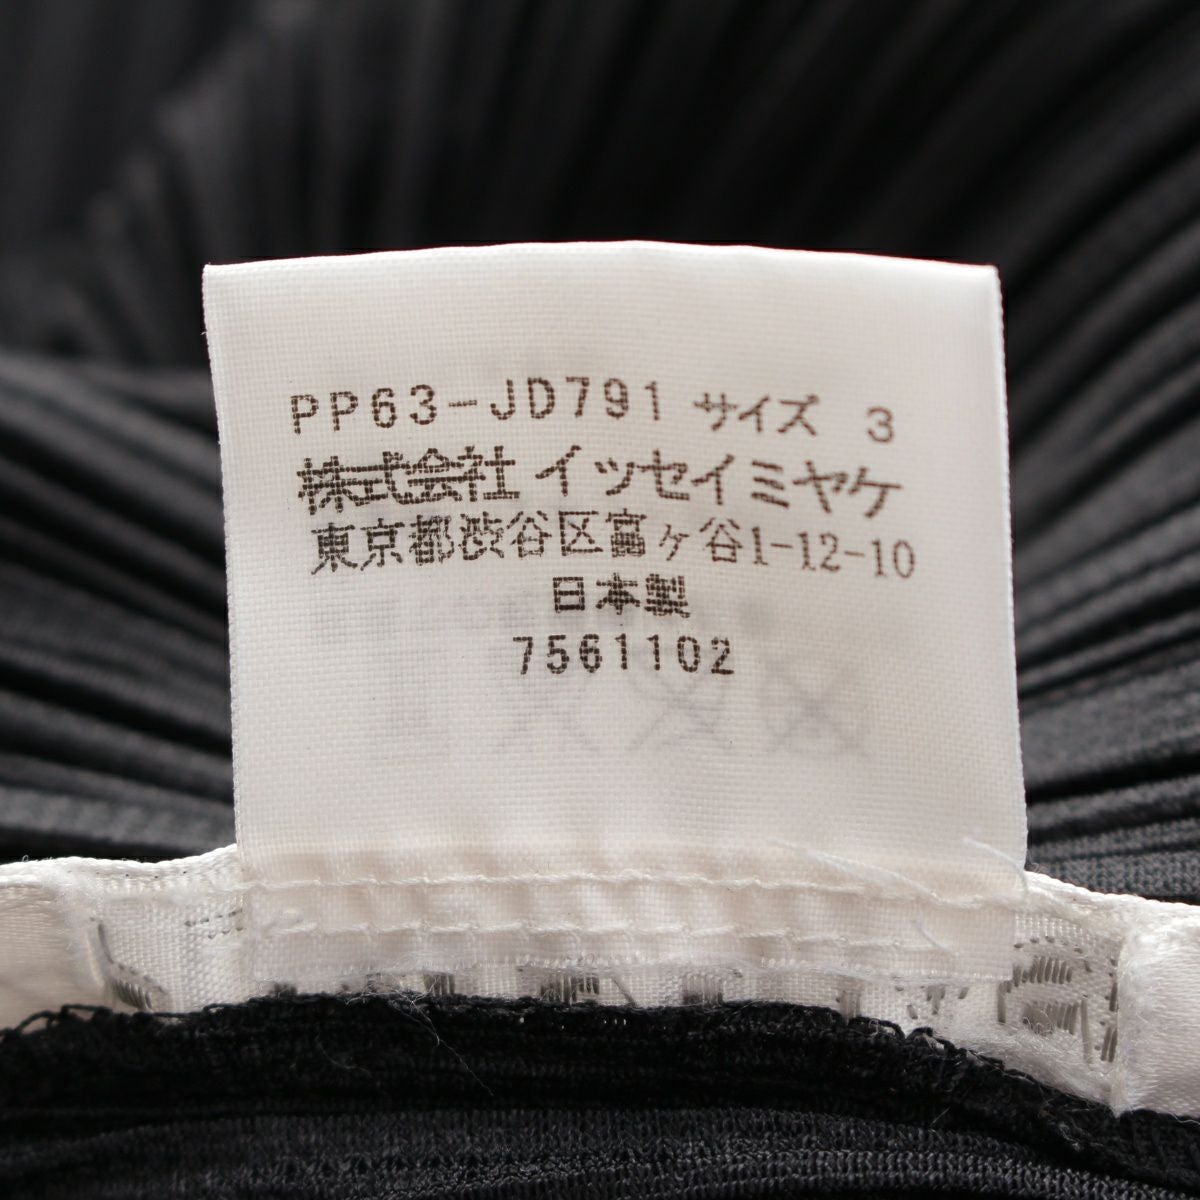 PP63-JD791 サイズ 3
株式会社 イッセイミヤケ
東京都渋谷区富ヶ谷1-12-10
日本製
7561102